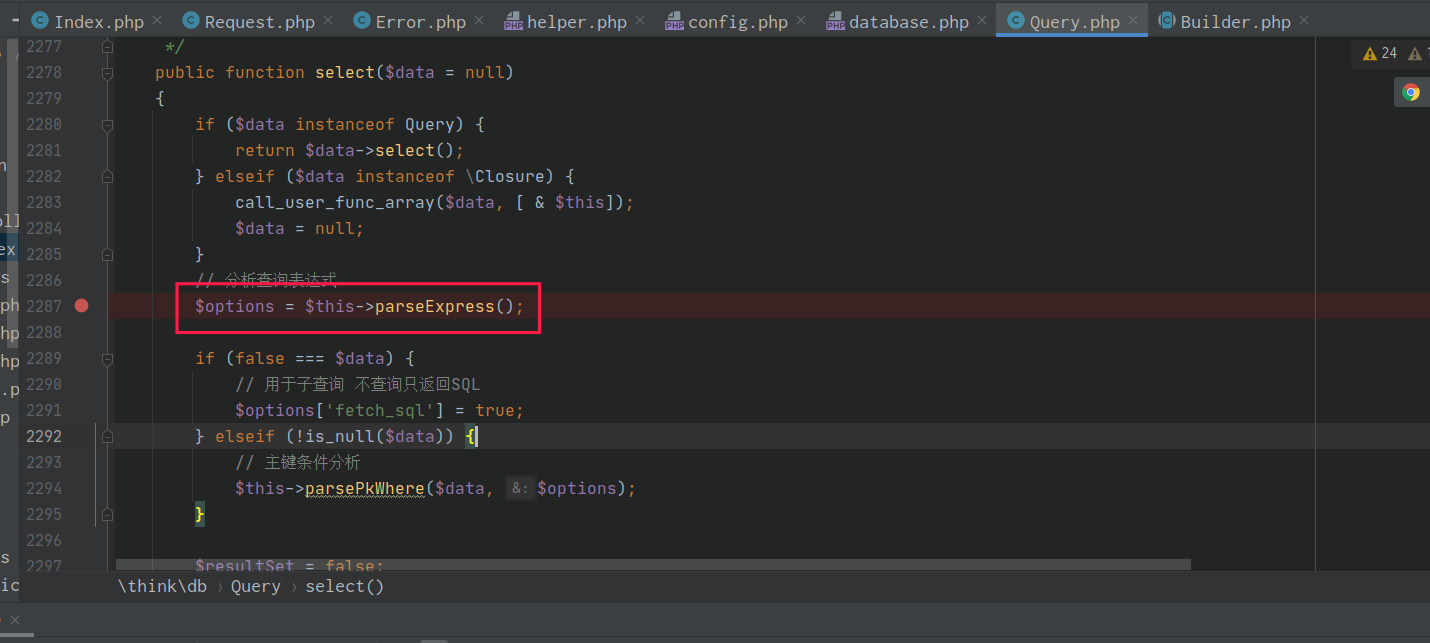 Index.php Request.php Error.php helper.php config.php database.php Query.php Builder.php
2277 */
24
2278 public function select($data = null)
2279 {
2280 if ($data instanceof Query) {
2281 return $data->select();
2282 } elseif ($data instanceof \Closure) {
2283 call_user_func_array($data, [ & $this]);
2284 $data = null;
2285 }
2286 // 分析查询表达式
2287 $options = $this->parseExpress();
2288
2289 if (false === $data) {
2290 // 用于子查询 不查询只返回SQL
2291 $options['fetch_sql'] = true;
2292 } elseif (!is_null($data)) {
2293 // 主键条件分析
2294 $this->parsePkWhere($data, &: $options);
2295 }
2296
2297 $resultSet = false;
\think\db › Query › select()